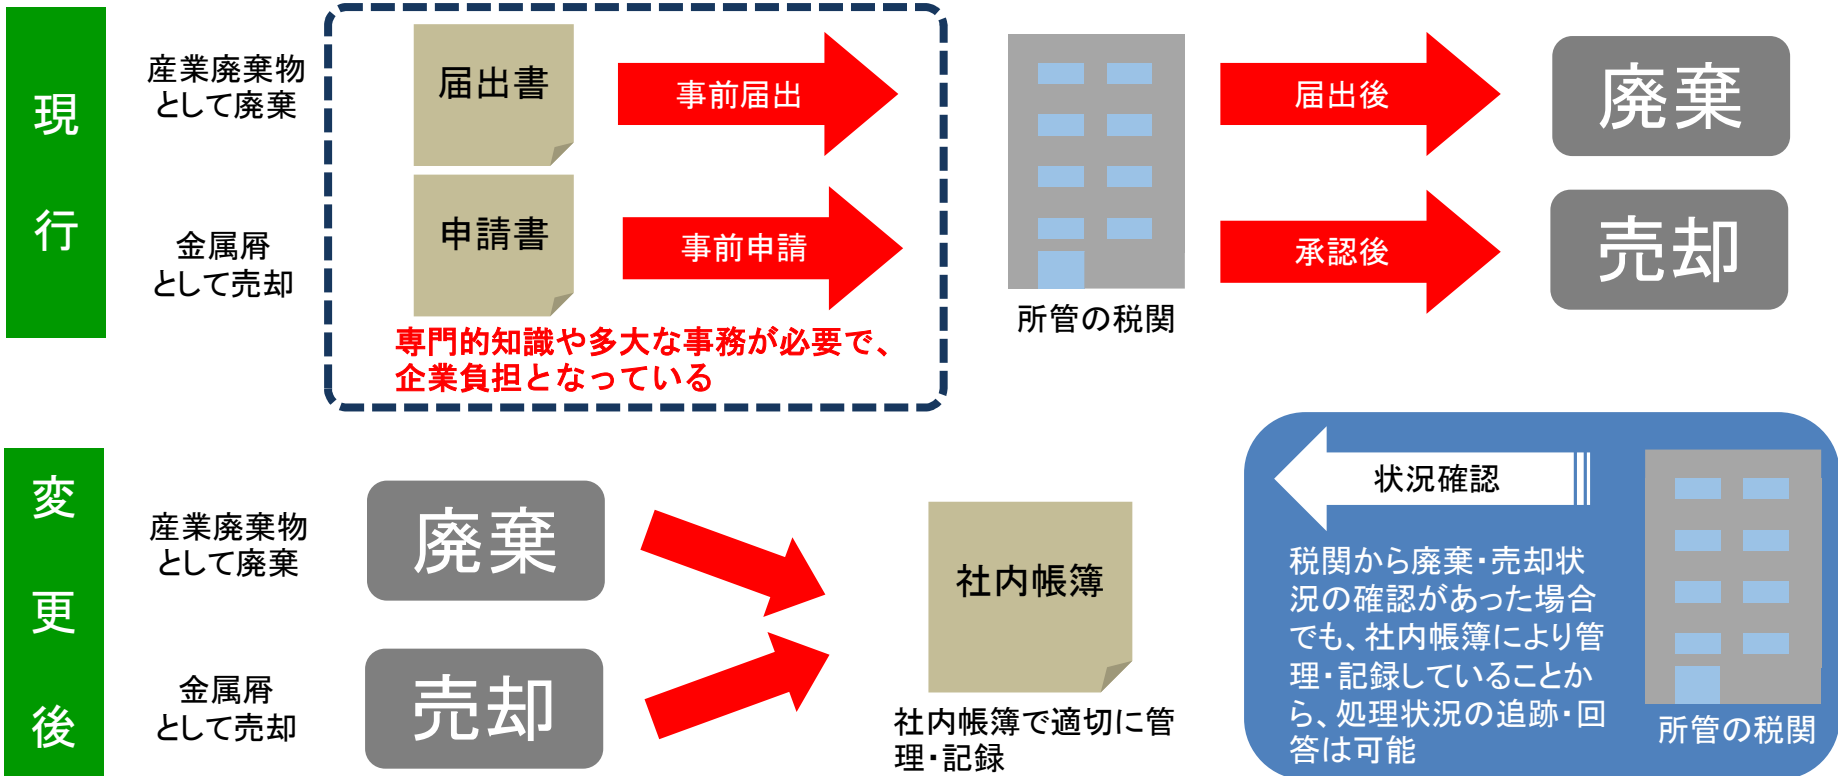 現行
産業廃棄物
として廃棄
届出書
事前届出
届出後
廃棄
金属屑
として売却
申請書
事前申請
承認後
売却
専門的知識や多大な事務が必要で、
企業負担となっている
所管の税関
変更後
産業廃棄物
として廃棄
廃棄
金属屑
として売却
売却
社内帳簿
社内帳簿で適切に管
理・記録
状況確認
税関から廃棄・売却状
況の確認があった場合
でも、社内帳簿により管
理・記録していることか
ら、処理状況の追跡・回
答は可能
所管の税関